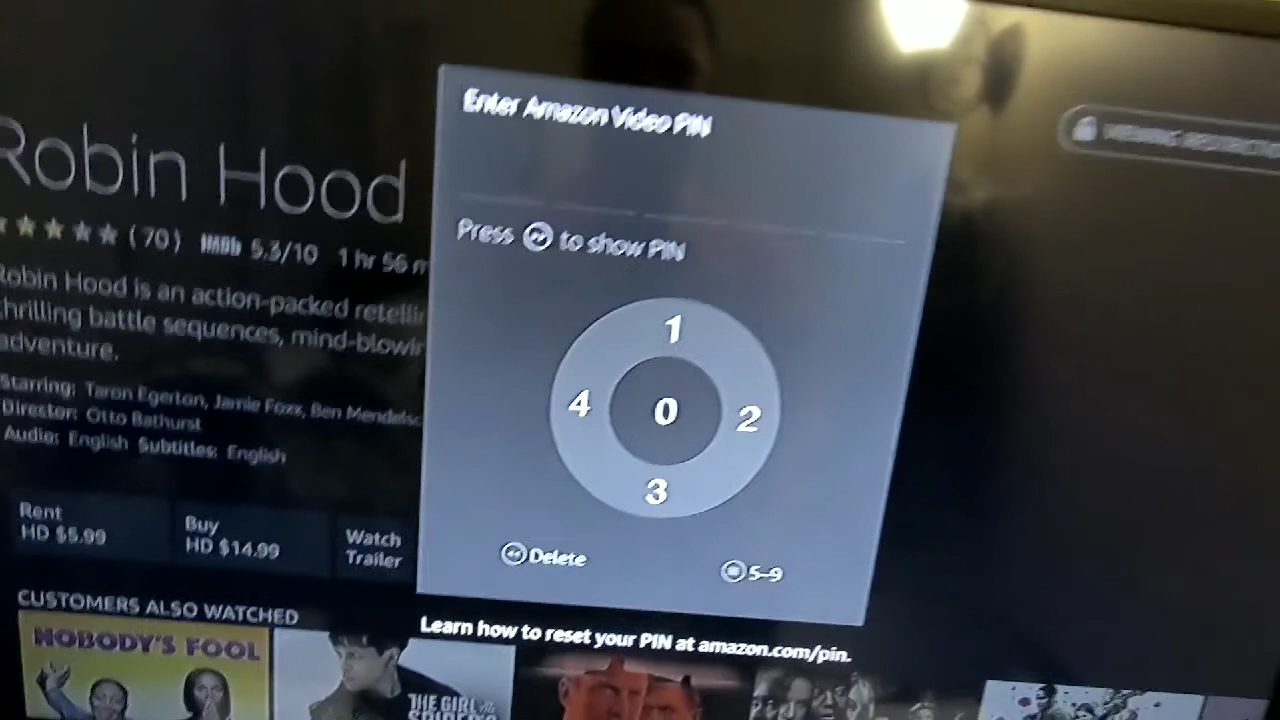 Enter Amazon Video PIN
Press to show PIN
1
4
0
2
3
Delete
5-9
Learn how to reset your PIN at amazon.com/pin.
VIEWING
Robin Hood
(70) IMDb 5.3/10 1 hr 56 m
Robin Hood is an action-packed
thrilling battle sequences,
adventure.
Starring: Taron Egerton, Jamie Foxx, Ben
Director: Otto Bathurst
Audio: English Subtitles: English
Rent
HD $5.99
Buy
HD $14.99
Watch
Trailer
CUSTOMERS ALSO WATCHED
NOBODY'S FOOL
THE GIRL